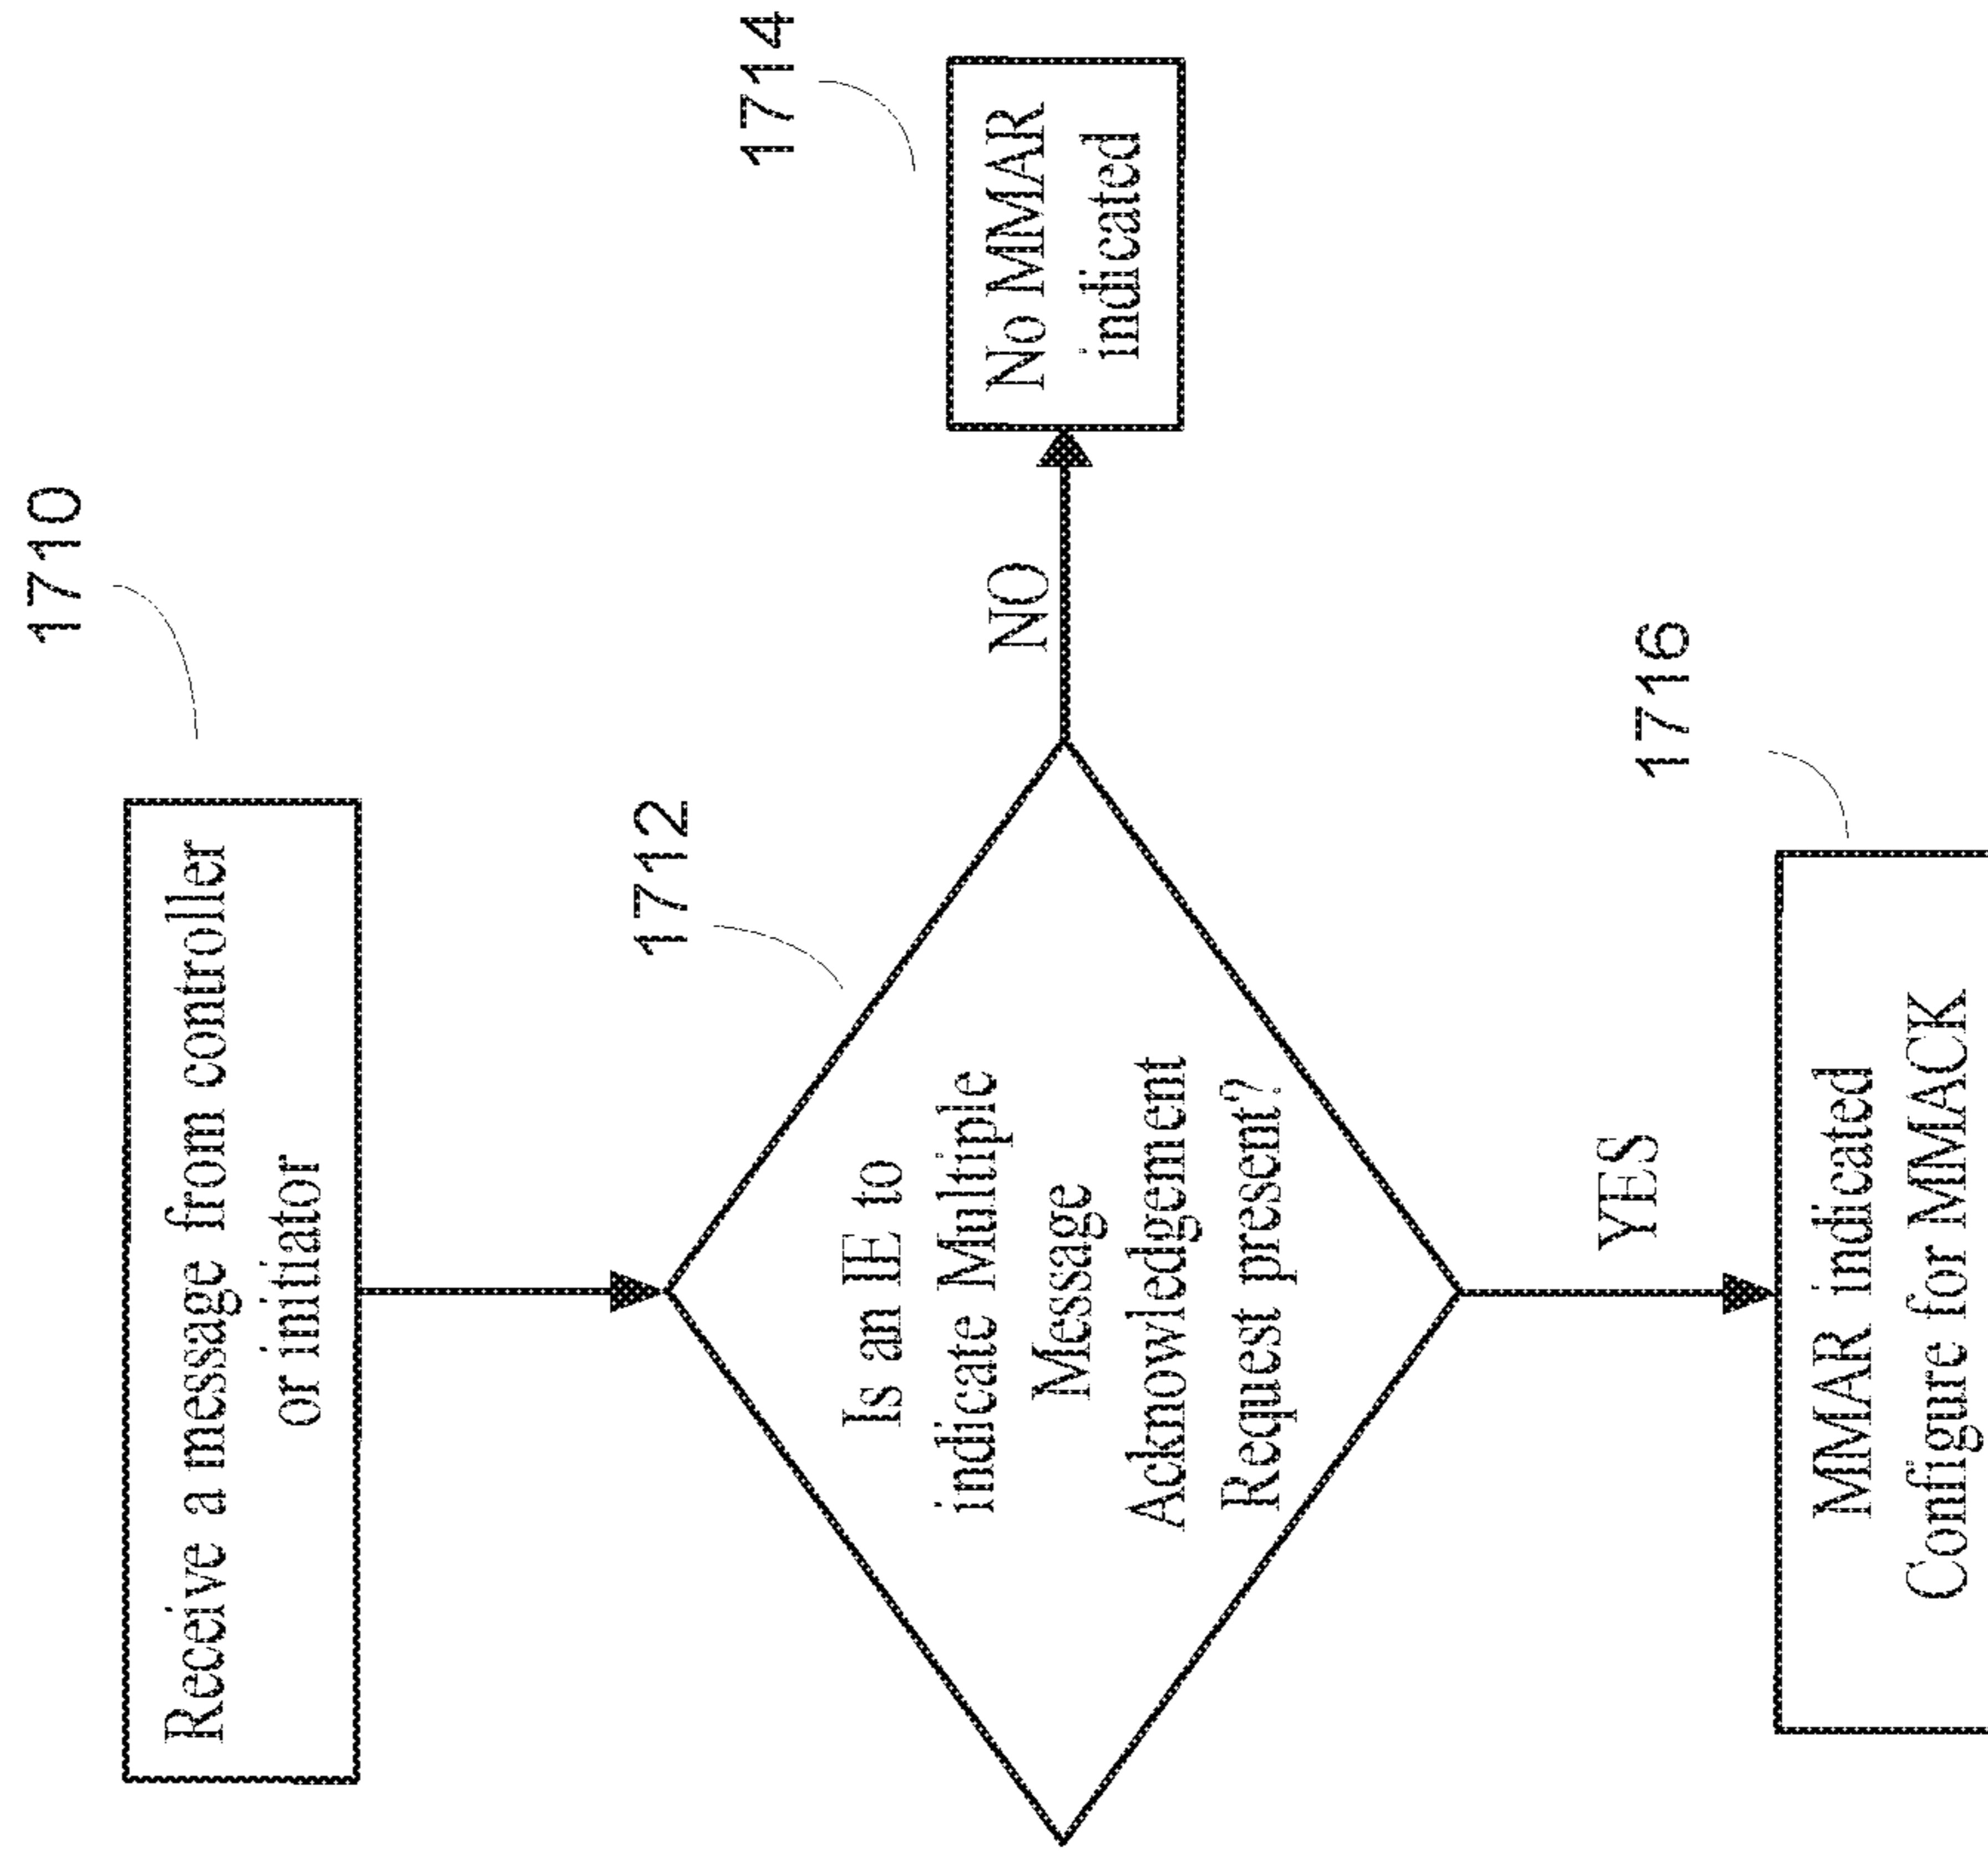 1710
Receive a message from controller
or initiator
1712
Is an IE to
indicate Multiple
Message
Acknowledgement
Request present?
NO
1714
No MMAR
indicated
YES
1716
MMAR indicated
Configure for MMACK